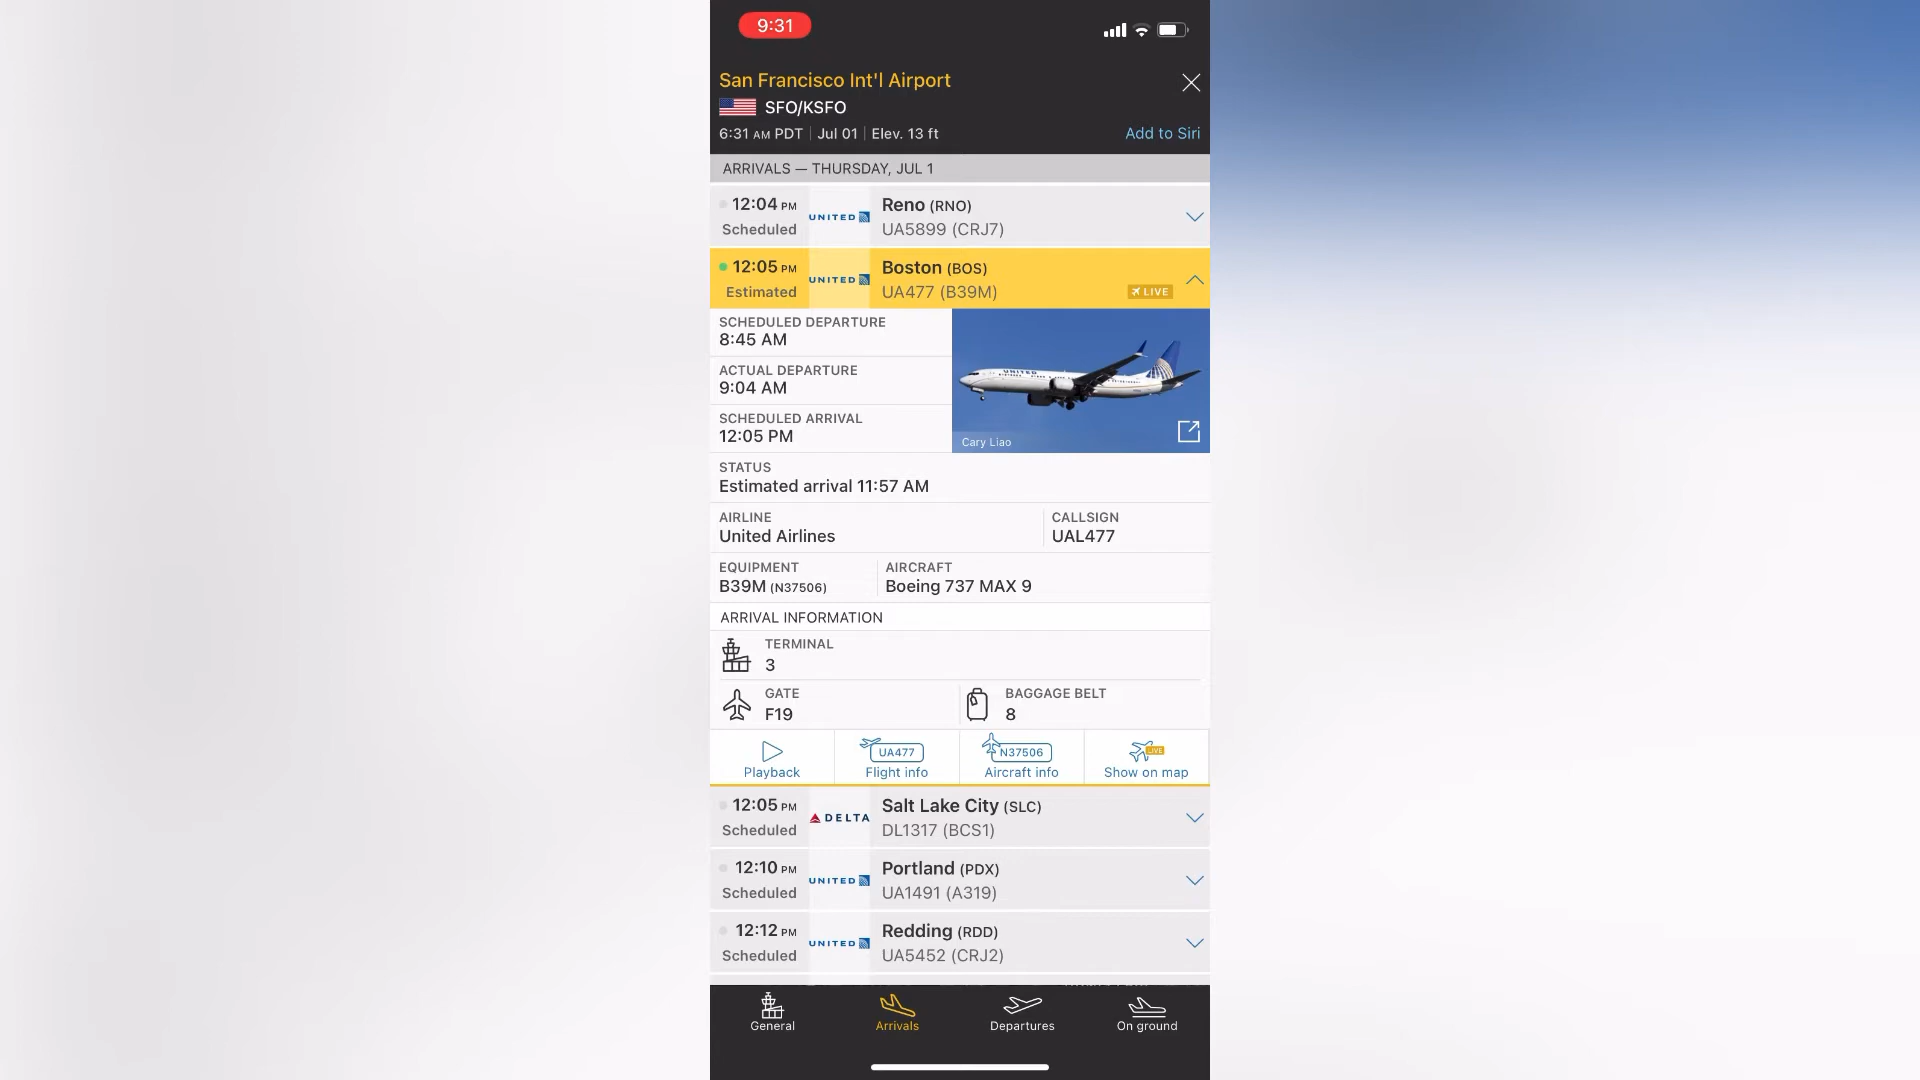 9:31
San Francisco Int'l Airport
SFO/KSFO
6:31 AM PDT | Jul 01 | Elev. 13 ft
Add to Siri
ARRIVALS — THURSDAY, JUL 1
12:04 PM
Scheduled
UNITED
Reno (RNO)
UA5899 (CRJ7)
12:05 PM
Estimated
UNITED
Boston (BOS)
UA477 (B39M)
LIVE
SCHEDULED DEPARTURE
8:45 AM
ACTUAL DEPARTURE
9:04 AM
SCHEDULED ARRIVAL
12:05 PM
UNITED
Cary Liao
STATUS
Estimated arrival 11:57 AM
AIRLINE
United Airlines
CALLSIGN
UAL477
EQUIPMENT
B39M (N37506)
AIRCRAFT
Boeing 737 MAX 9
ARRIVAL INFORMATION
TERMINAL
3
GATE
F19
BAGGAGE BELT
8
Playback
UA477
Flight info
N37506
Aircraft info
LIVE
Show on map
12:05 PM
Scheduled
DELTA
Salt Lake City (SLC)
DL1317 (BCS1)
12:10 PM
Scheduled
UNITED
Portland (PDX)
UA1491 (A319)
12:12 PM
Scheduled
UNITED
Redding (RDD)
UA5452 (CRJ2)
General
Arrivals
Departures
On ground